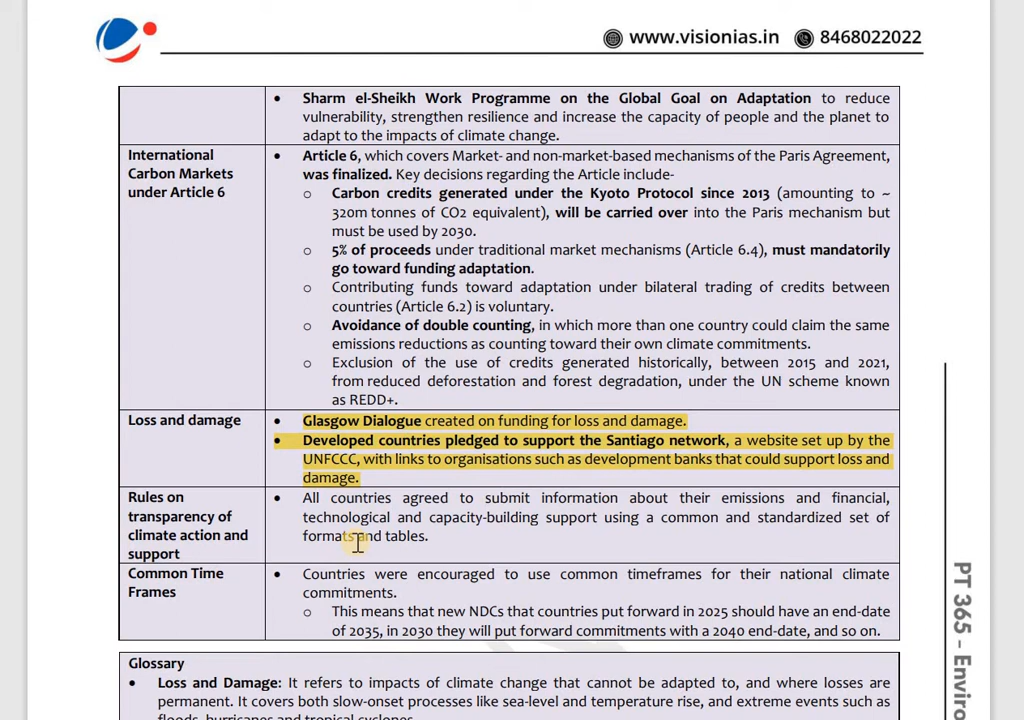 www.visionias.in 8468022022
• Sharm el-Sheikh Work Programme on the Global Goal on Adaptation to reduce
vulnerability, strengthen resilience and increase the capacity of people and the planet to
adapt to the impacts of climate change.
International
Carbon Markets
under Article 6
• Article 6, which covers Market- and non-market-based mechanisms of the Paris Agreement,
was finalized. Key decisions regarding the Article include-
o Carbon credits generated under the Kyoto Protocol since 2013 (amounting to ~
320m tonnes of CO2 equivalent), will be carried over into the Paris mechanism but
must be used by 2030.
o 5% of proceeds under traditional market mechanisms (Article 6.4), must mandatorily
go toward funding adaptation.
o Contributing funds toward adaptation under bilateral trading of credits between
countries (Article 6.2) is voluntary.
o Avoidance of double counting, in which more than one country could claim the same
emissions reductions as counting toward their own climate commitments.
o Exclusion of the use of credits generated historically, between 2015 and 2021,
from reduced deforestation and forest degradation, under the UN scheme known
as REDD+.
Loss and damage
• Glasgow Dialogue created on funding for loss and damage.
• Developed countries pledged to support the Santiago network, a website set up by the
UNFCCC, with links to organisations such as development banks that could support loss and
damage.
Rules on
transparency of
climate action and
support
• All countries agreed to submit information about their emissions and financial,
technological and capacity-building support using a common and standardized set of
formats and tables.
Common Time
Frames
• Countries were encouraged to use common timeframes for their national climate
commitments.
o This means that new NDCs that countries put forward in 2025 should have an end-date
of 2035, in 2030 they will put forward commitments with a 2040 end-date, and so on.
Glossary
• Loss and Damage: It refers to impacts of climate change that cannot be adapted to, and where losses are
permanent. It covers both slow-onset processes like sea-level and temperature rise, and extreme events such as
floods, hurricanes and tropical cyclones.
PT 365 - Enviro